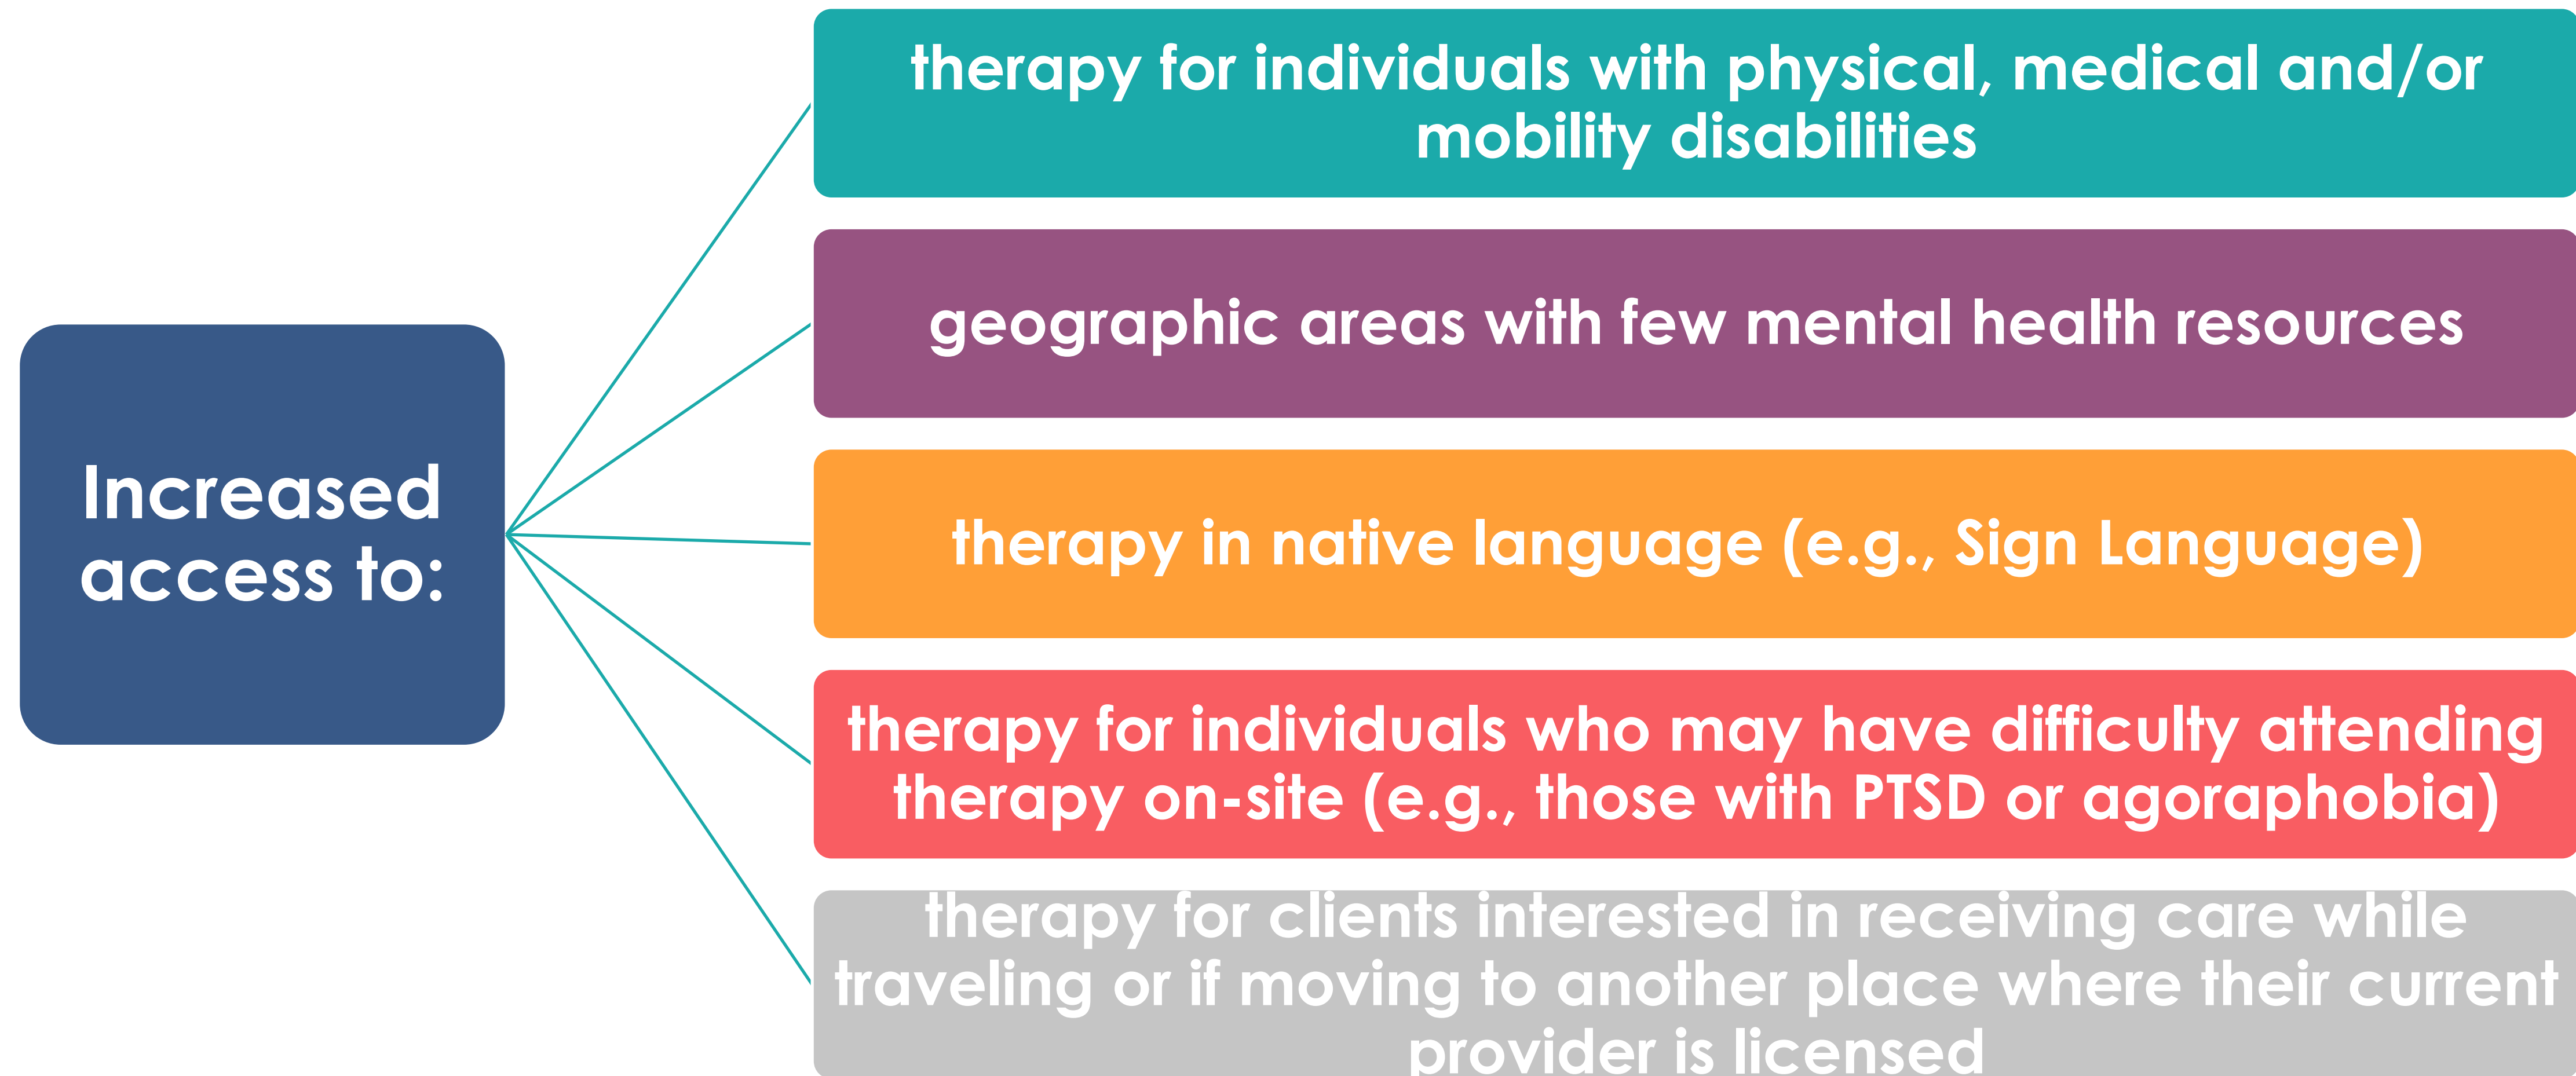 Increased
access to:
therapy for individuals with physical, medical and/or
mobility disabilities
geographic areas with few mental health resources
therapy in native language (e.g., Sign Language)
therapy for individuals who may have difficulty attending
therapy on-site (e.g., those with PTSD or agoraphobia)
therapy for clients interested in receiving care while
traveling or if moving to another place where their current
provider is licensed